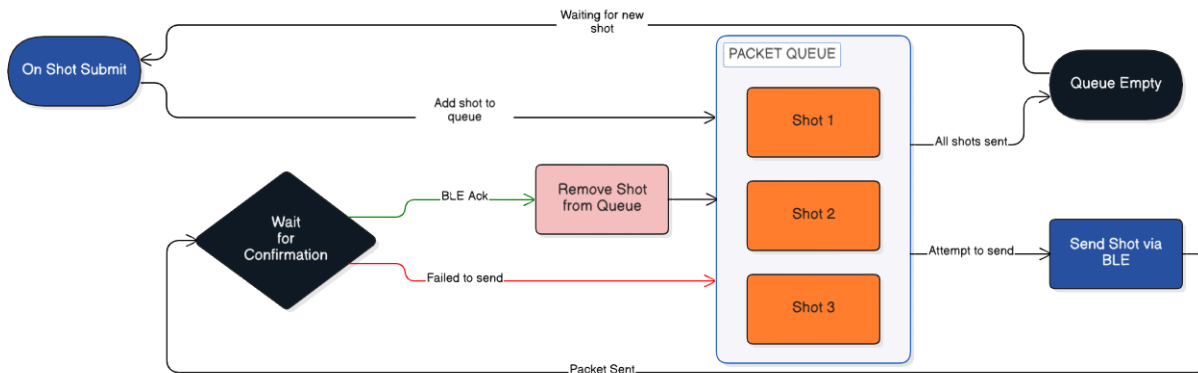 Waiting for new
shot
On Shot Submit
PACKET QUEUE
Queue Empty
Add shot to
queue
Shot 1
All shots sent
BLE Ack
Remove Shot
from Queue
Wait
for
Confirmation
Shot 2
Attempt to send
Send Shot via
BLE
Failed to send
Shot 3
Packet Sent